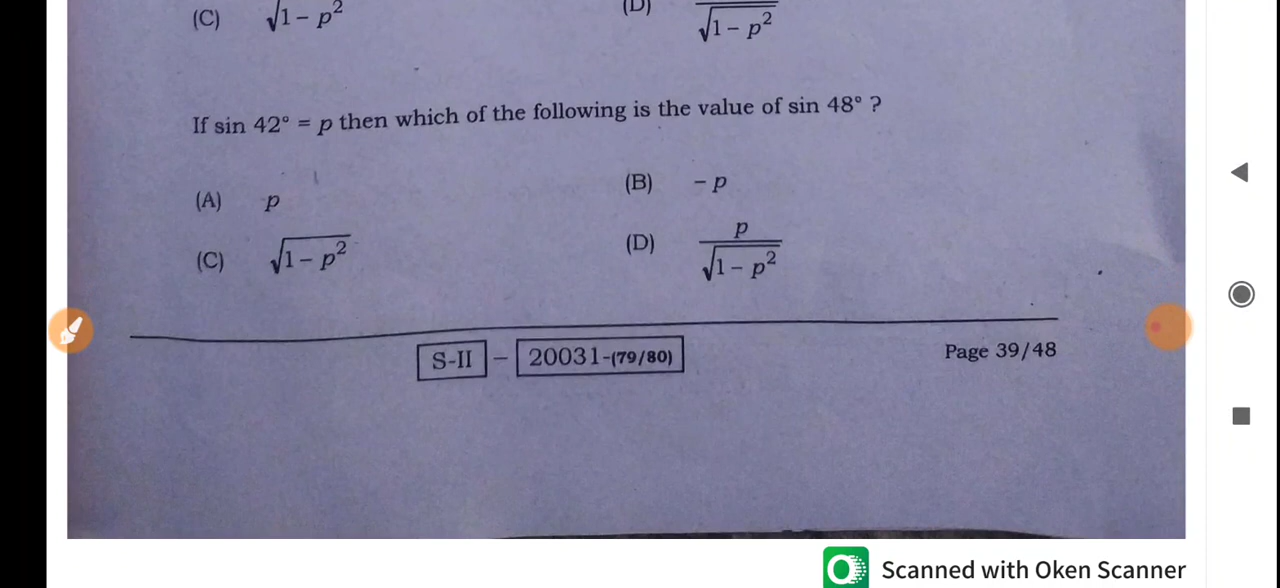 (C) √1 – p² (D) √1 – p²
If sin 42° = p then which of the following is the value of sin 48° ?
(A) p (B) – p
(C) √1 – p² (D) p/√1 – p²
S-II – 20031-(79/80) Page 39/48
Scanned with Oken Scanner